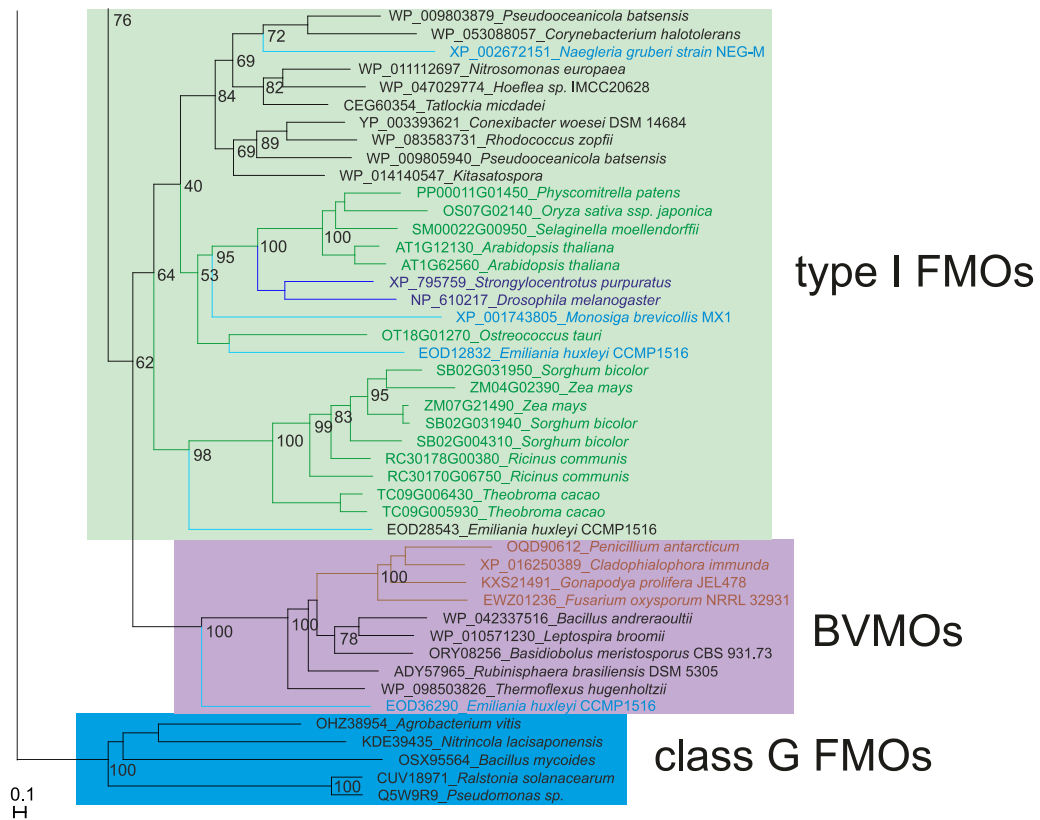 76
WP_009803879_Pseudooceanicola batsensis
WP_053088057_Corynebacterium halotolerans
72
XP_002672151_Naegleria gruberi strain NEG-M
69
WP_011112697_Nitrosomonas europaea
82
WP_047029774_Hoeflea sp. IMCC20628
84
CEG60354_Tatlockia micdadei
YP_003393621_Conexibacter woesei DSM 14684
89
WP_083583731_Rhodococcus zopfii
69
WP_009805940_Pseudooceanicola batsensis
WP_014140547_Kitasatospora
40
PP00011G01450_Physcomitrella patens
OS07G02140_Oryza sativa ssp. japonica
SM00022G00950_Selaginella moellendorffii
100
100
95
AT1G12130_Arabidopsis thaliana
AT1G62560_Arabidopsis thaliana
64
53
type I FMOs
XP_795759_Strongylocentrotus purpuratus
NP_610217_Drosophila melanogaster
XP_001743805_Monosiga brevicollis MX1
OT18G01270_Ostreococcus tauri
EOD12832_Emiliania huxleyi CCMP1516
62
SB02G031950_Sorghum bicolor
95
ZM04G02390_Zea mays
ZM07G21490_Zea mays
83
SB02G031940_Sorghum bicolor
99
100
SB02G004310_Sorghum bicolor
98
RC30178G00380_Ricinus communis
RC30170G06750_Ricinus communis
TC09G006430_Theobroma cacao
TC09G005930_Theobroma cacao
EOD28543_Emiliania huxleyi CCMP1516
OQD90612_Penicillium antarcticum
XP_016250389_Cladophialophora immunda
100
KXS21491_Gonapodya prolifera JEL478
EWZ01236_Fusarium oxysporum NRRL 32931
WP_042337516_Bacillus andreraoultii
100
100
BVMOs
78
WP_010571230_Leptospira broomii
ORY08256_Basidiobolus meristosporus CBS 931.73
ADY57965_Rubinisphaera brasiliensis DSM 5305
WP_098503826_Thermoflexus hugenholtzii
EOD36290_Emiliania huxleyi CCMP1516
OHZ38954_Agrobacterium vitis
KDE39435_Nitrincola lacisaponensis
class G FMOs
OSX95564_Bacillus mycoides
100
CUV18971_Ralstonia solanacearum
100
Q5W9R9_Pseudomonas sp.
0.1